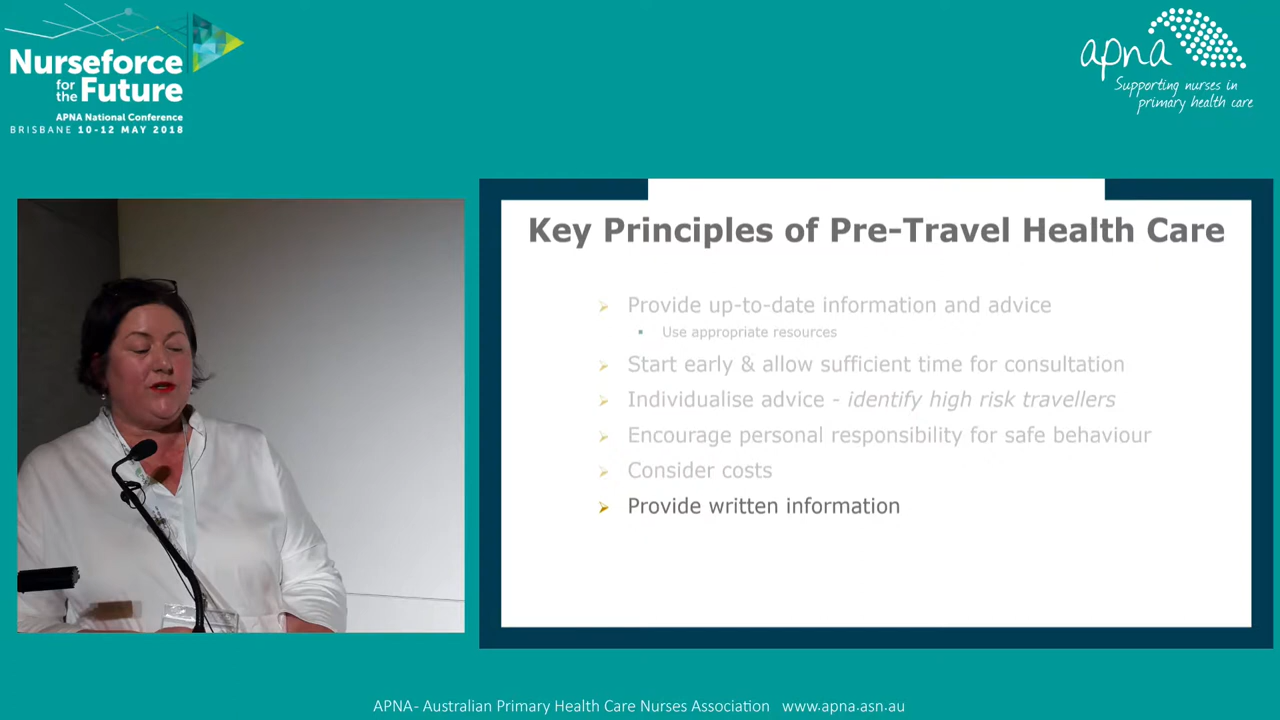 Nurseforce
for the
Future
APNA National Conference
BRISBANE 10-12 MAY 2018
apna
Supporting nurses in
primary health care
Key Principles of Pre-Travel Health Care
Provide up-to-date information and advice
Use appropriate resources
Start early & allow sufficient time for consultation
Individualise advice - identify high risk travellers
Encourage personal responsibility for safe behaviour
Consider costs
Provide written information
APNA- Australian Primary Health Care Nurses Association www.apna.asn.au